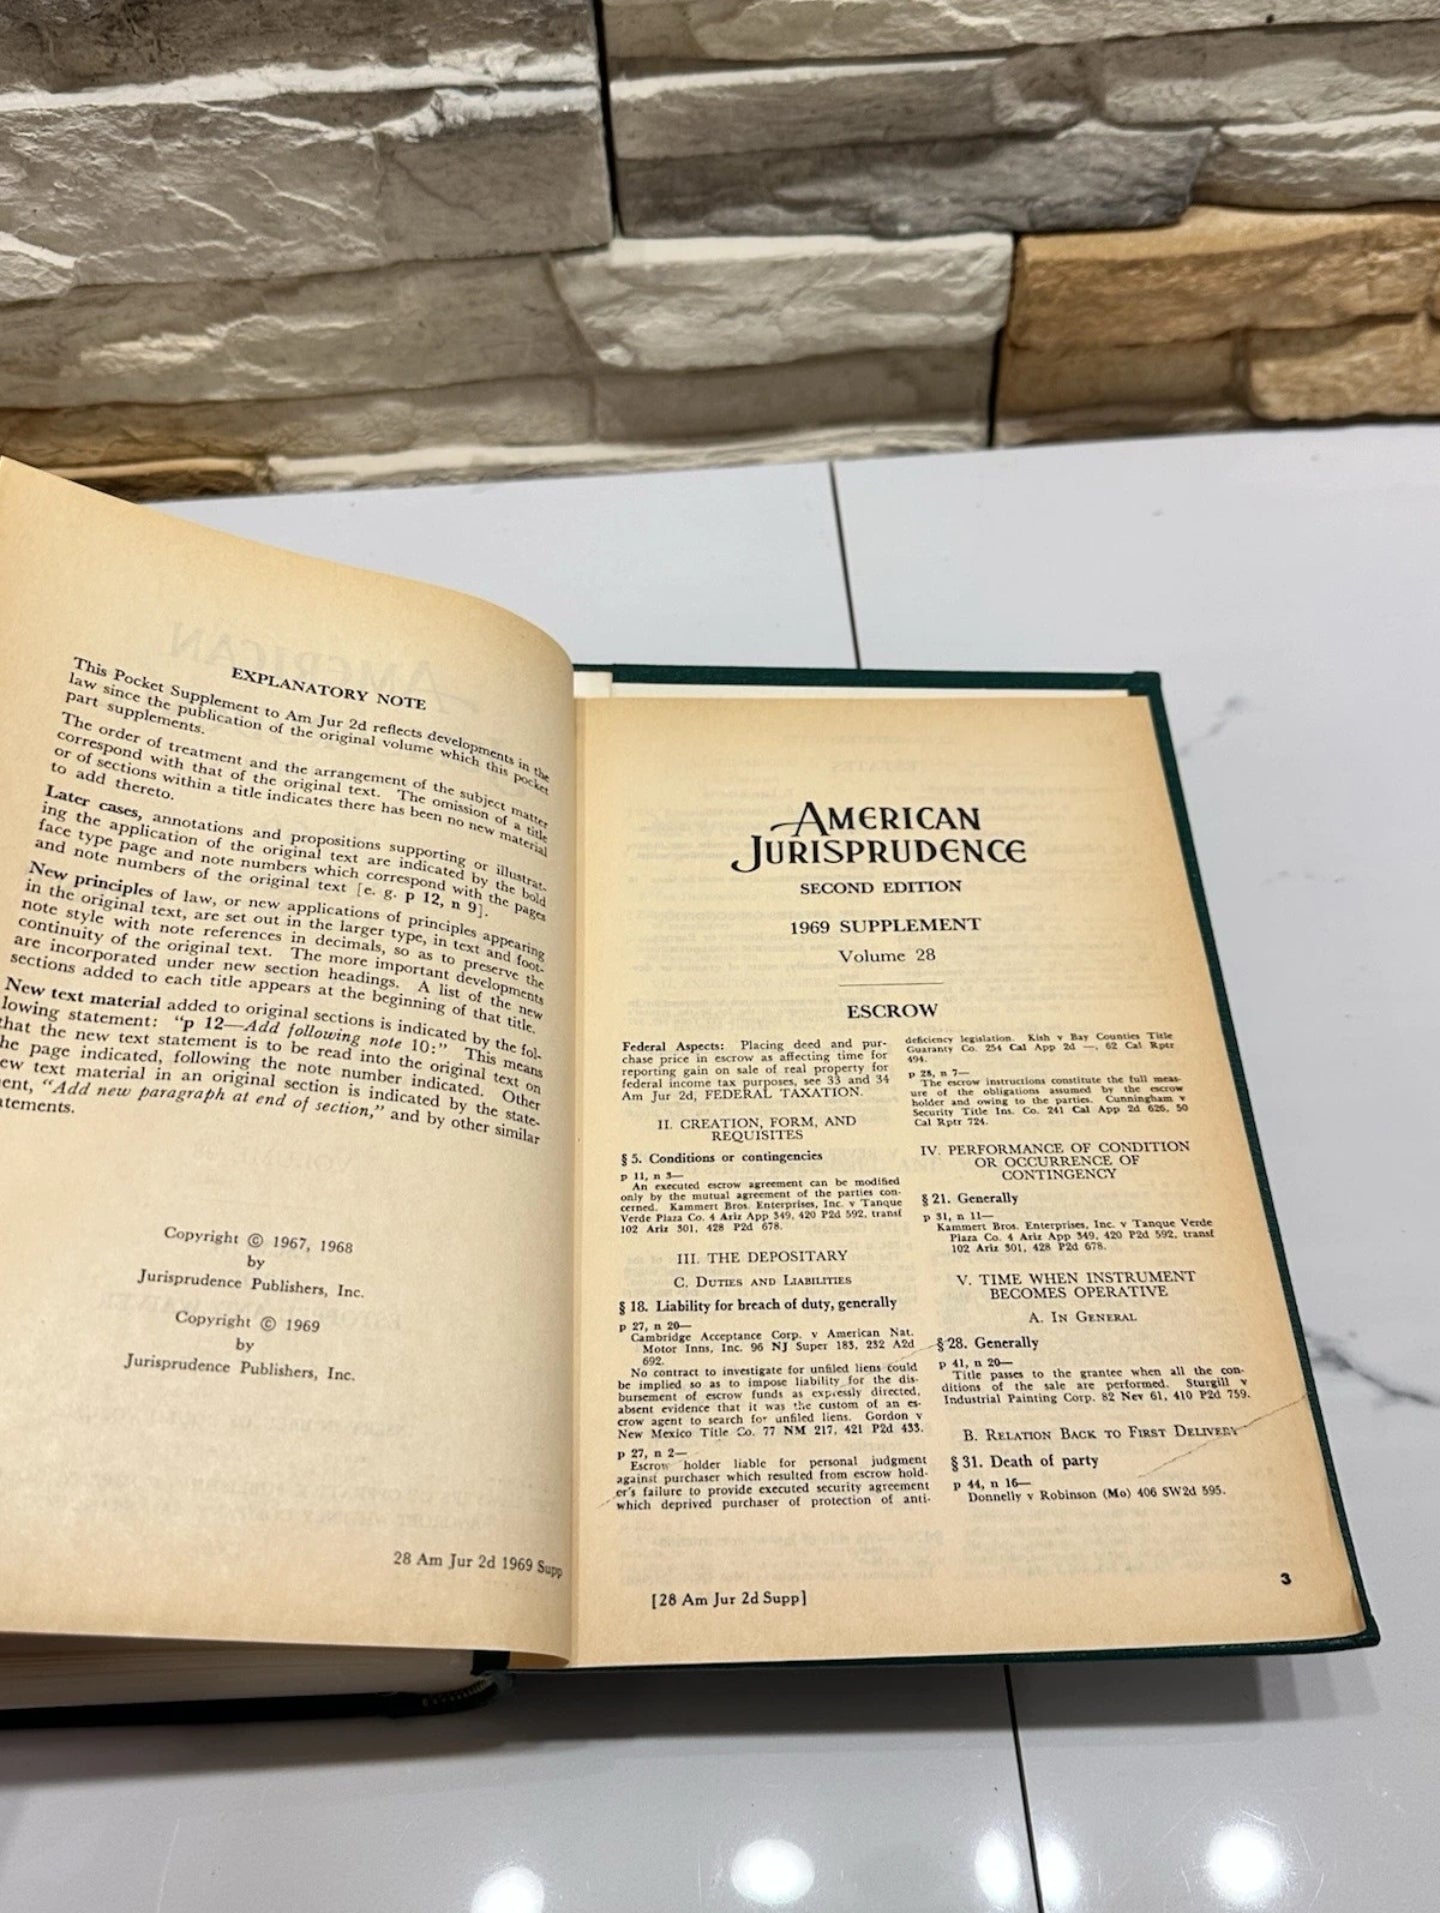 EXPLANATORY NOTE
This Pocket Supplement to Am Jur 2d reflects developments in the
law since the publication of the original volume which this pocket
part supplements.
The order of treatment and the arrangement of the subject matter
correspond with that of the original text. The omission of a title
or of sections within a title indicates there has been no new material
to add thereto.
Later cases, annotations and propositions supporting or illustrat-
ing the application of the original text are indicated by the bold
face type page and note numbers which correspond with the pages
and note numbers of the original text [e. g. p 12, n 9].
New principles of law, or new applications of principles appearing
in the original text, are set out in the larger type, in text and foot-
note style with note references in decimals, so as to preserve the
continuity of the original text. The more important developments
are incorporated under new section headings. A list of the new
sections added to each title appears at the beginning of that title.
New text material added to original sections is indicated by the fol-
lowing statement: "p 12—Add following note 10:" This means
that the new text statement is to be read into the original text on
he page indicated, following the note number indicated. Other
ew text material in an original section is indicated by the state-
ent, "Add new paragraph at end of section," and by other similar
atements.
Copyright © 1967, 1968
by
Jurisprudence Publishers, Inc.
Copyright © 1969
by
Jurisprudence Publishers, Inc.
28 Am Jur 2d 1969 Supp
AMERICAN
JURISPRUDENCE
SECOND EDITION
1969 SUPPLEMENT
Volume 28
ESCROW
Federal Aspects: Placing deed and pur-
chase price in escrow as affecting time for
reporting gain on sale of real property for
federal income tax purposes, see 33 and 34
Am Jur 2d, FEDERAL TAXATION.
II. CREATION, FORM, AND
REQUISITES
§ 5. Conditions or contingencies
p 11, n 3—
An executed escrow agreement can be modified
only by the mutual agreement of the parties con-
cerned. Kammert Bros. Enterprises, Inc. v Tanque
Verde Plaza Co. 4 Ariz App 349, 420 P2d 592, transf
102 Ariz 301, 428 P2d 678.
III. THE DEPOSITARY
C. DUTIES AND LIABILITIES
§ 18. Liability for breach of duty, generally
p 27, n 20—
Cambridge Acceptance Corp. v American Nat.
Motor Inns, Inc. 96 NJ Super 183, 232 A2d
692.
No contract to investigate for unfiled liens could
be implied so as to impose liability for the dis-
bursement of escrow funds as expressly directed,
absent evidence that it was the custom of an es-
crow agent to search for unfiled liens. Gordon v
New Mexico Title Co. 77 NM 217, 421 P2d 433.
p 27, n 2—
Escrow holder liable for personal judgment
against purchaser which resulted from escrow hold-
er's failure to provide executed security agreement
which deprived purchaser of protection of anti-
deficiency legislation. Kish v Bay Counties Title
Guaranty Co. 254 Cal App 2d —, 62 Cal Rptr
494.
p 28, n 7—
The escrow instructions constitute the full meas-
ure of the obligations assumed by the escrow
holder and owing to the parties. Cunningham v
Security Title Ins. Co. 241 Cal App 2d 626, 50
Cal Rptr 724.
IV. PERFORMANCE OF CONDITION
OR OCCURRENCE OF
CONTINGENCY
§ 21. Generally
p 31, n 11—
Kammert Bros. Enterprises, Inc. v Tanque Verde
Plaza Co. 4 Ariz App 349, 420 P2d 592, transf
102 Ariz 301, 428 P2d 678.
V. TIME WHEN INSTRUMENT
BECOMES OPERATIVE
A. IN GENERAL
§ 28. Generally
p 41, n 20—
Title passes to the grantee when all the con-
ditions of the sale are performed. Sturgill v
Industrial Painting Corp. 82 Nev 61, 410 P2d 759.
B. RELATION BACK TO FIRST DELIVERY
§ 31. Death of party
p 44, n 16—
Donnelly v Robinson (Mo) 406 SW2d 595.
[28 Am Jur 2d Supp]
3